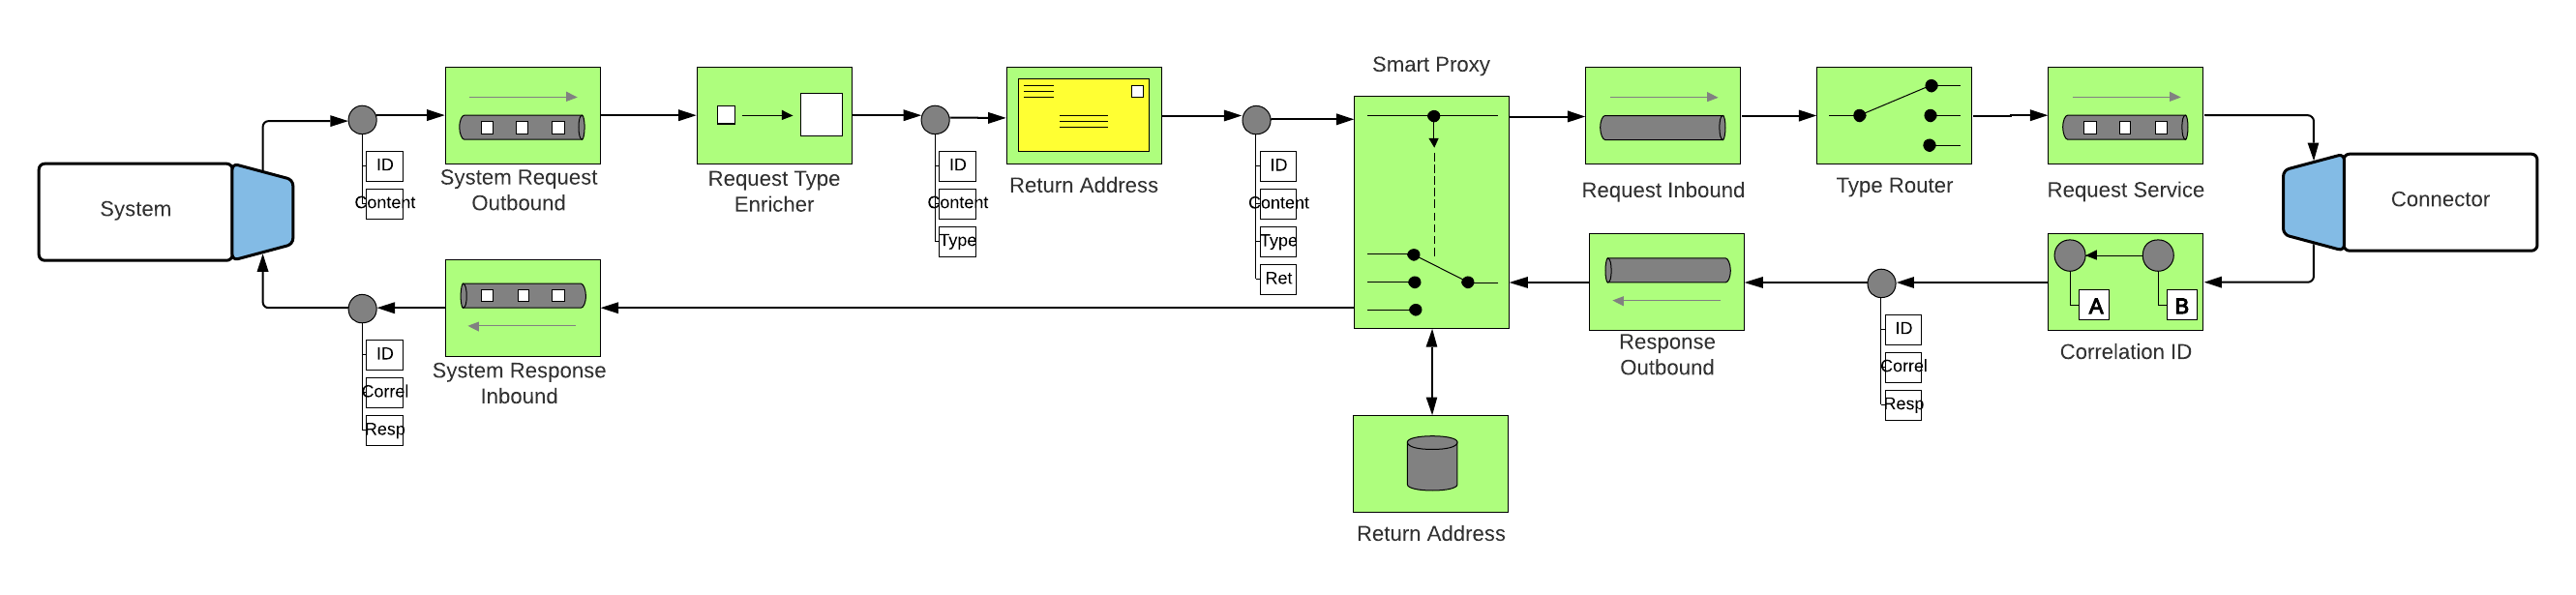 Smart Proxy
System
ID
Content
System Request
Outbound
Request Type
Enricher
ID
Content
Type
Return Address
ID
Content
Type
Ret
Request Inbound
Type Router
Request Service
Connector
ID
Correl
Resp
System Response
Inbound
Response
Outbound
ID
Correl
Resp
A
B
Correlation ID
Return Address